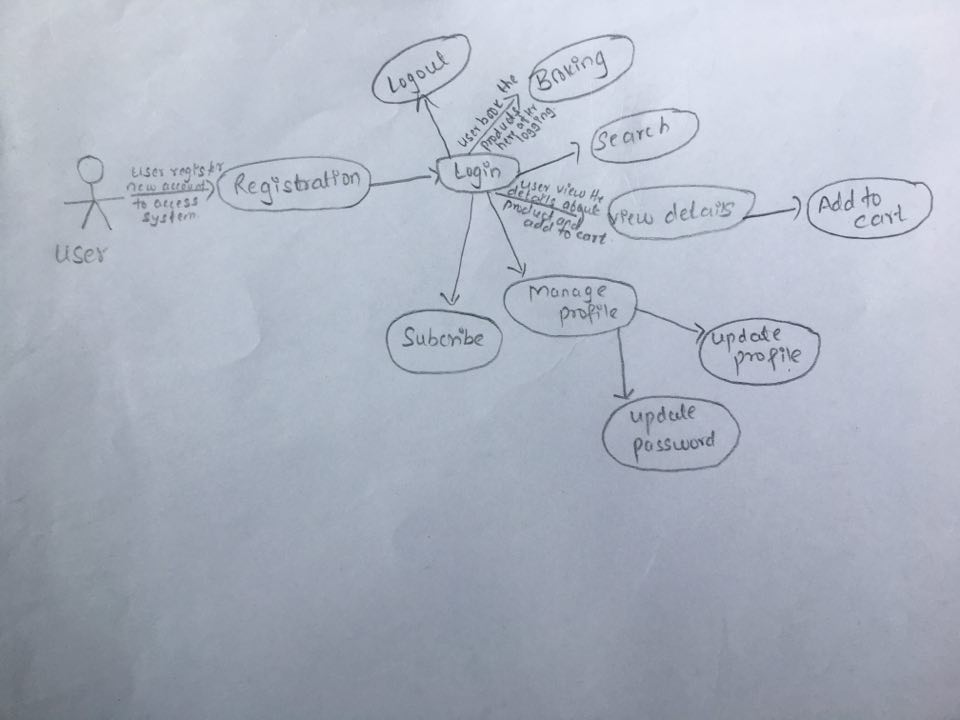 Logout
Broking
user book the
products
here after
logging.
Search
Login
User register
new account
to access
system.
Registration
User
user view the
details about
product and
add to cart.
view details
Add to
cart
Manage
profile
Subcribe
update
profile
update
password